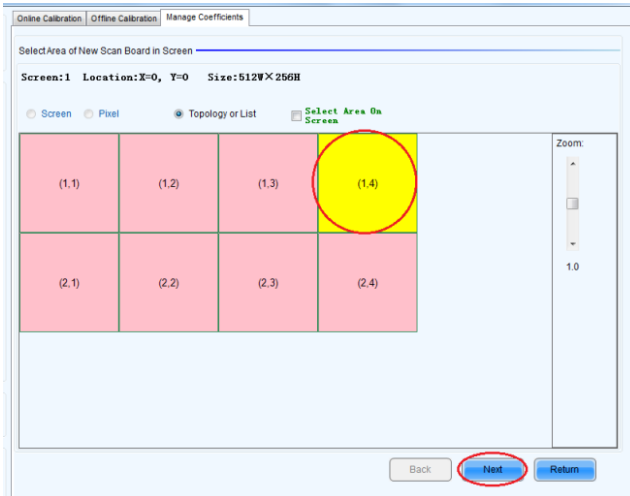 Online Calibration Offline Calibration Manage Coefficients
Select Area of New Scan Board in Screen
Screen:1 Location:X=0, Y=0 Size:512W×256H
Screen Pixel Topology or List Select Area On
Screen
Zoom:
(1,1) (1,2) (1,3) (1,4)
1.0
(2,1) (2,2) (2,3) (2,4)
Back Next Return